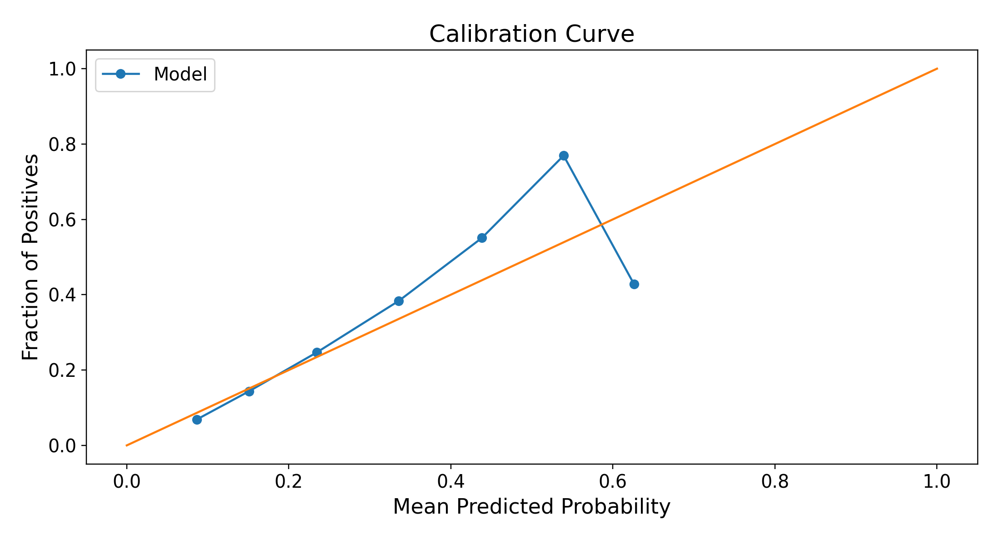 Calibration Curve
Model
1.0
0.8
0.6
0.4
0.2
0.0
Fraction of Positives
0.0 0.2 0.4 0.6 0.8 1.0
Mean Predicted Probability